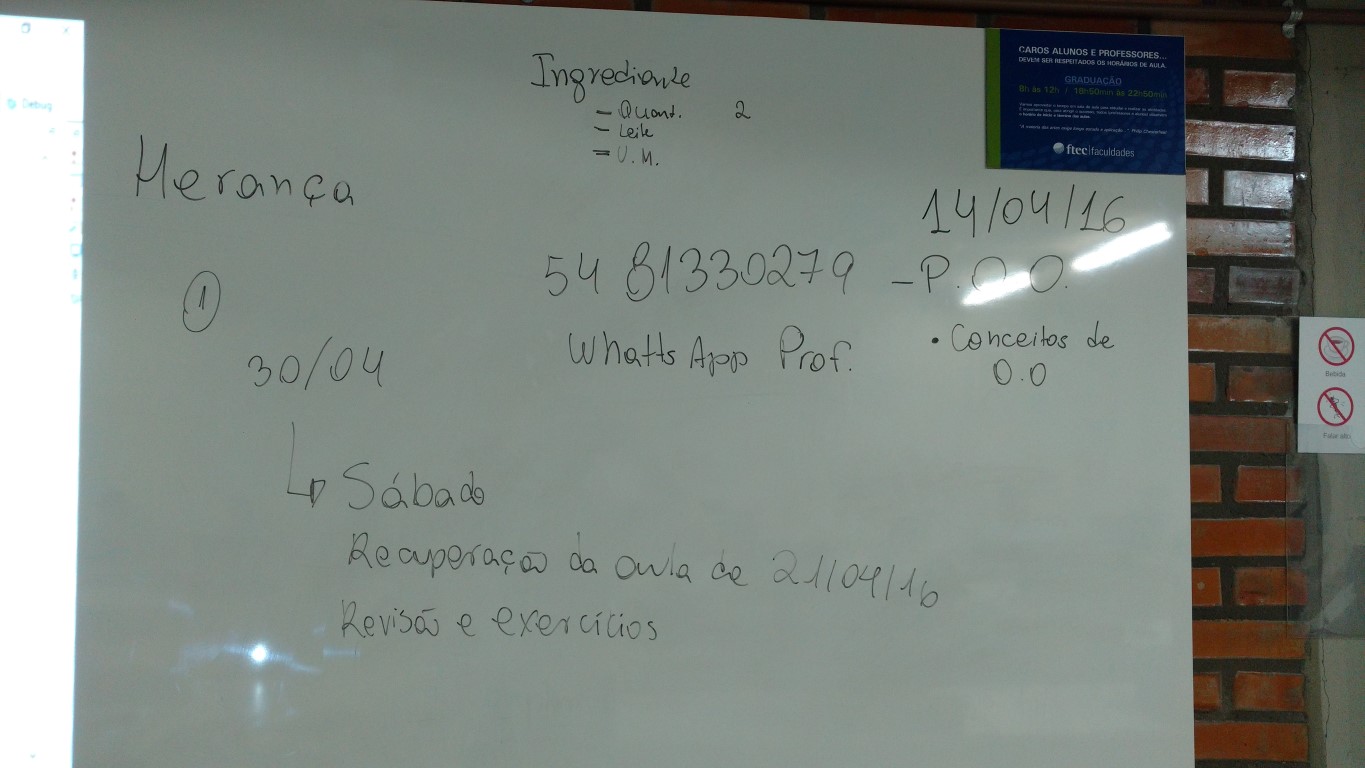 Debug
Ingrediente
- Quant. 2
- Leite
= U.M.
Herança
CAROS ALUNOS E PROFESSORES...
DEVEM SER RESPEITADOS OS HORÁRIOS DE AULA.
GRADUAÇÃO
8h às 12h / 18h50min às 22h50min
ftec faculdades
14/04/16
54 81330279 - P.O.O.
1
30/04
WhattsApp Prof.
• Conceitos de
O.O
Sábado
Recuperação da aula de 21/04/16
Revisão e exercícios
Bebida
Falar alto